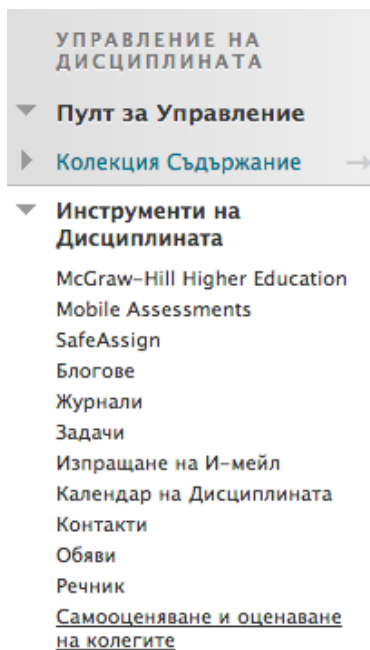 УПРАВЛЕНИЕ НА
ДИСЦИПЛИНАТА
Пулт за Управление
Колекция Съдържание
Инструменти на
Дисциплината
McGraw-Hill Higher Education
Mobile Assessments
SafeAssign
Блогове
Журнали
Задачи
Изпращане на И-мейл
Календар на Дисциплината
Контакти
Обяви
Речник
Самооценяване и оценаване
на колегите